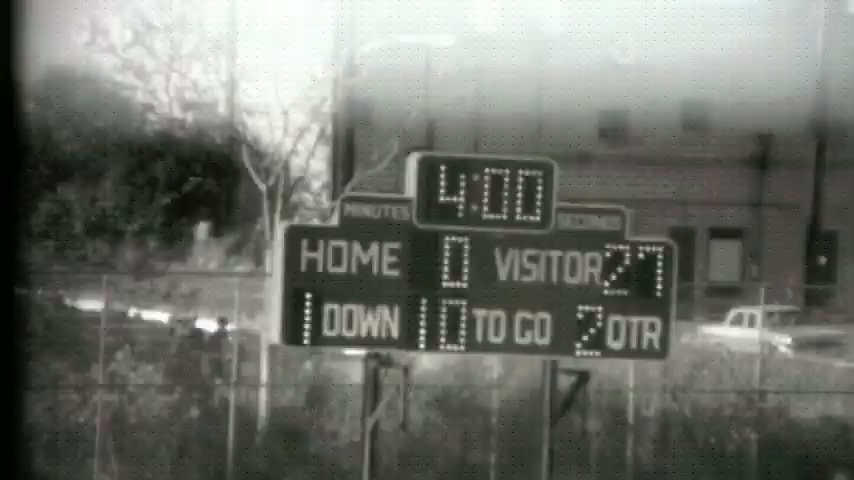 4:00
MINUTES SECONDS
HOME 0 VISITOR 27
1 DOWN 10 TO GO 2 QTR